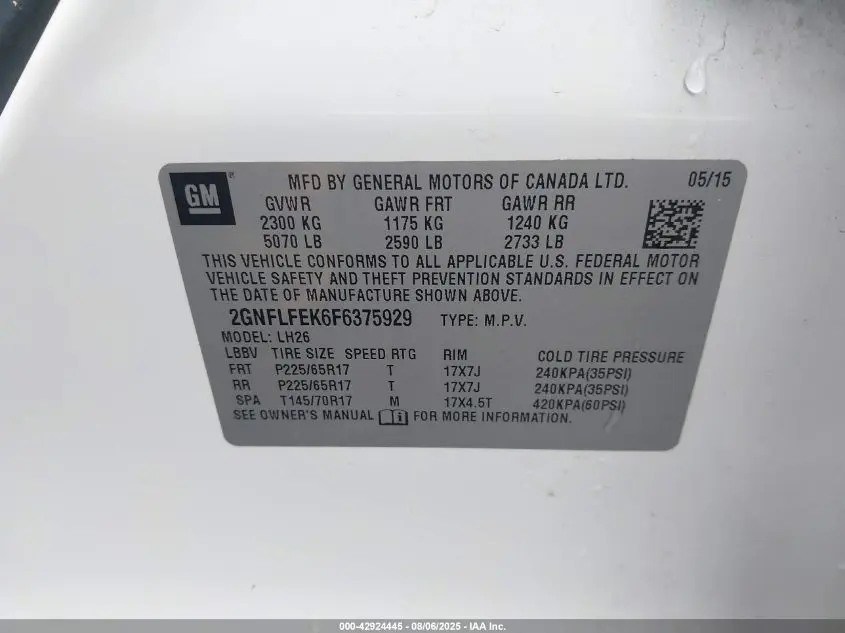 GM ® MFD BY GENERAL MOTORS OF CANADA LTD. 05/15
GVWR GAWR FRT GAWR RR
2300 KG 1175 KG 1240 KG
5070 LB 2590 LB 2733 LB
THIS VEHICLE CONFORMS TO ALL APPLICABLE U.S. FEDERAL MOTOR
VEHICLE SAFETY AND THEFT PREVENTION STANDARDS IN EFFECT ON
THE DATE OF MANUFACTURE SHOWN ABOVE.
2GNFLFEK6F6375929 TYPE: M.P.V.
MODEL: LH26
LBBV TIRE SIZE SPEED RTG RIM COLD TIRE PRESSURE
FRT P225/65R17 T 17X7J 240KPA(35PSI)
RR P225/65R17 T 17X7J 240KPA(35PSI)
SPA T145/70R17 M 17X4.5T 420KPA(60PSI)
SEE OWNER'S MANUAL i FOR MORE INFORMATION.
000-42924445 - 08/06/2025 - IAA Inc.